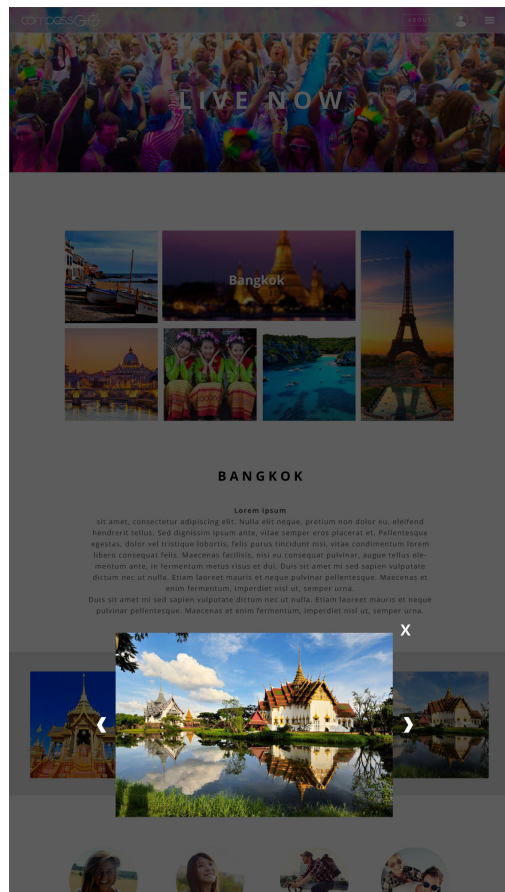 compassGO
ABOUT
LIVE NOW
Bangkok
BANGKOK
Lorem ipsum
sit amet, consectetur adipiscing elit. Nulla elit neque, pretium non dolor eu, eleifend
hendrerit tellus. Sed dignissim ipsum ante, vitae semper eros placerat et. Pellentesque
egestas, dolor vel tristique lobortis, felis purus tincidunt nisi, vitae condimentum lorem
libero consequat felis. Maecenas facilisis, nisi eu consequat pulvinar, augue tellus ele-
mentum ante, in fermentum metus risus et dui. Duis sit amet mi sed sapien vulputate
dictum nec ut nulla. Etiam laoreet mauris et neque pulvinar pellentesque. Maecenas et
enim fermentum, imperdiet nisl ut, semper urna.
Duis sit amet mi sed sapien vulputate dictum nec ut nulla. Etiam laoreet mauris et neque
pulvinar pellentesque. Maecenas et enim fermentum, imperdiet nisl ut, semper urna.
X